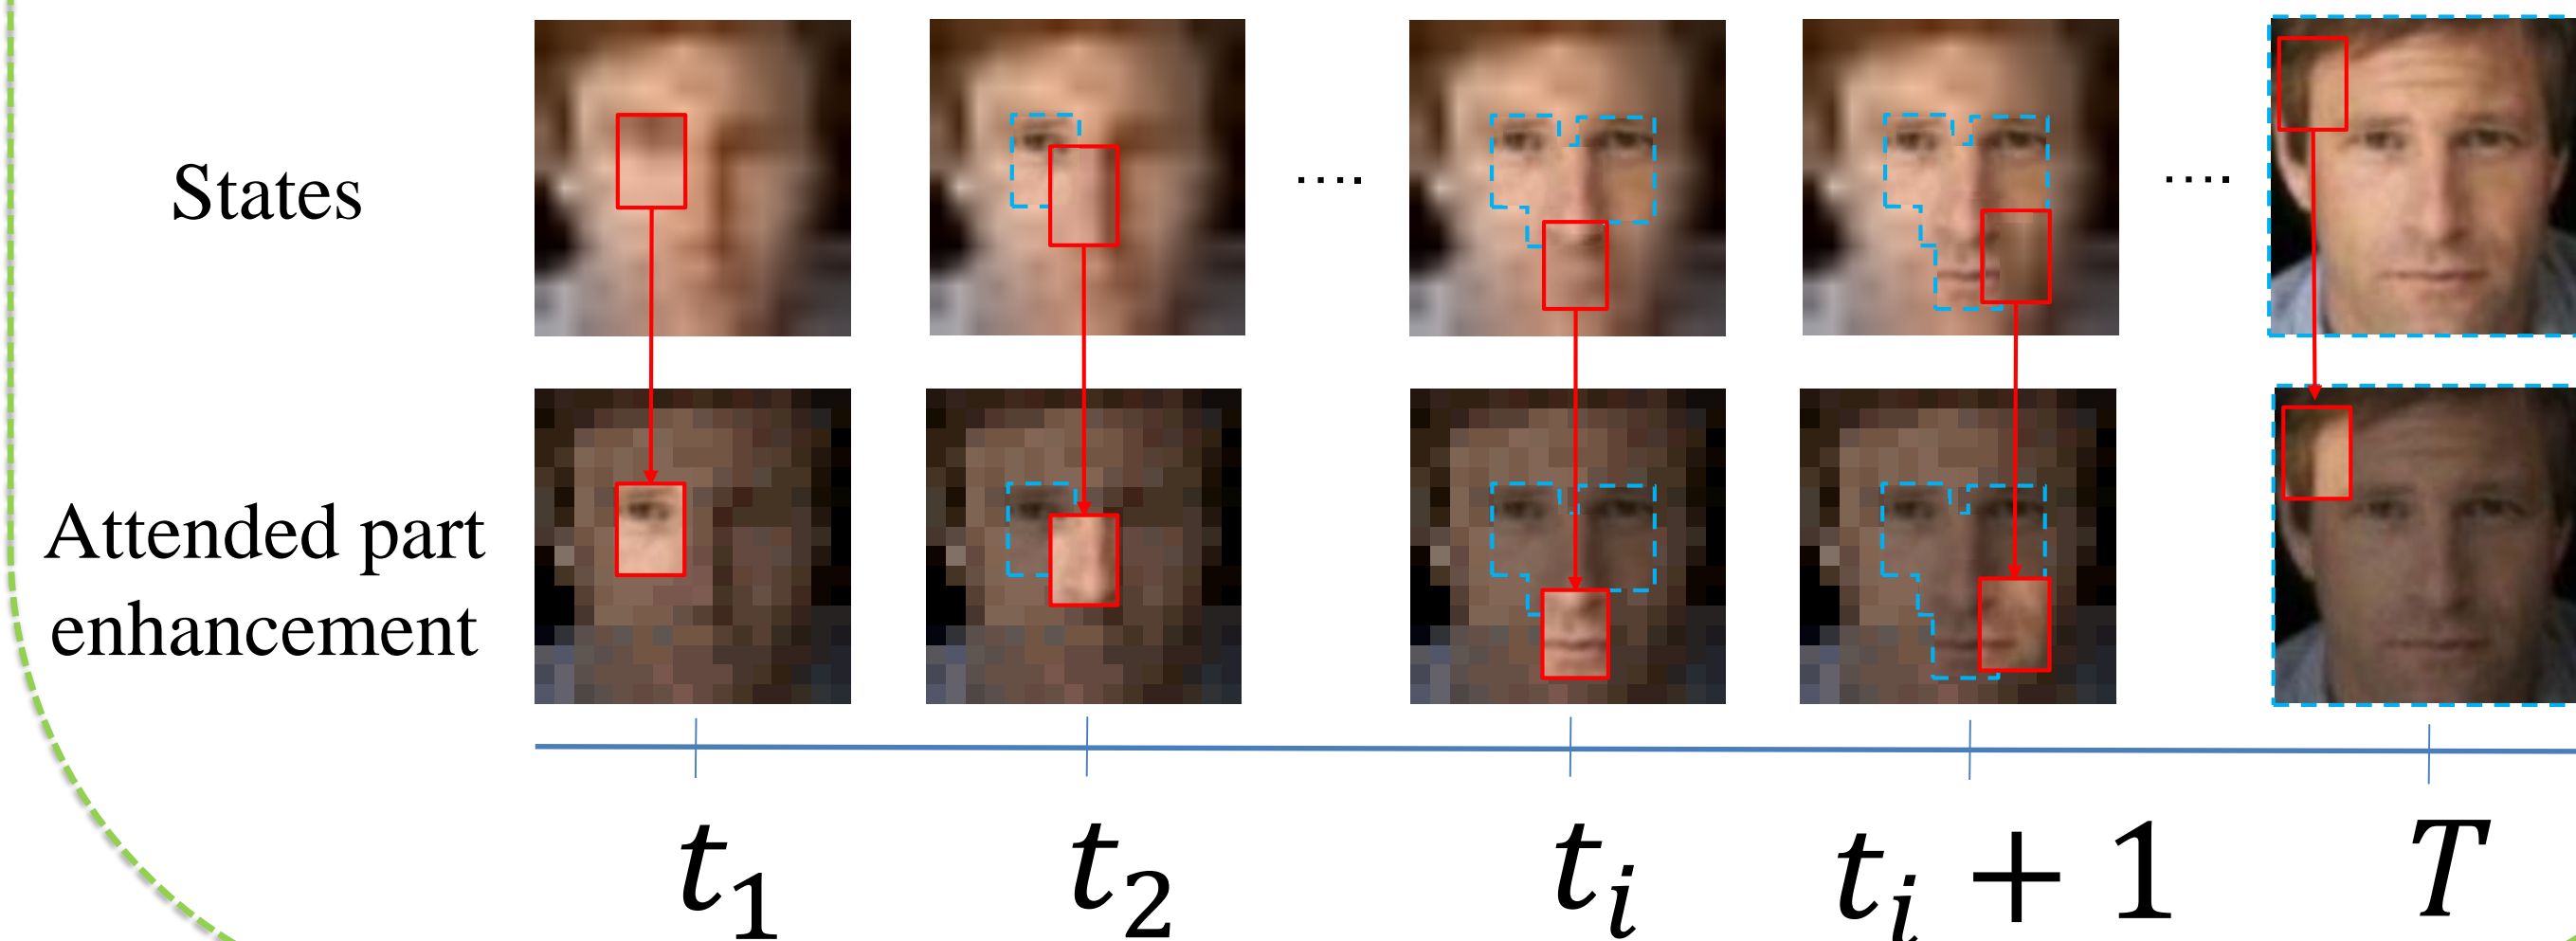 States
....
....
Attended part
enhancement
t₁
t₂
tᵢ
tᵢ + 1
T